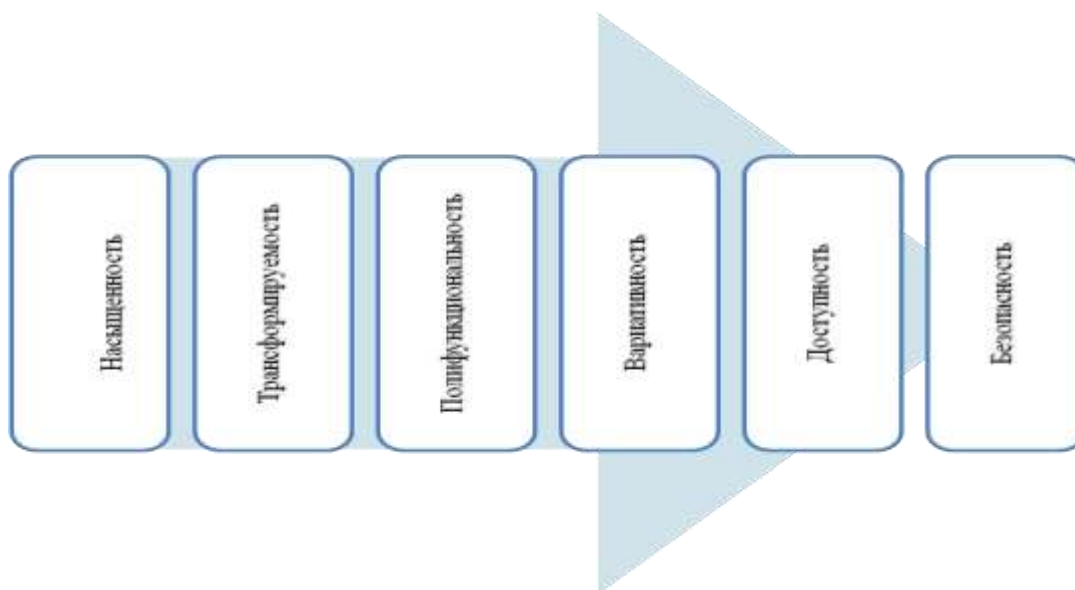 Насыщенность
Трансформируемость
Полифункциональность
Вариативность
Доступность
Безопасность